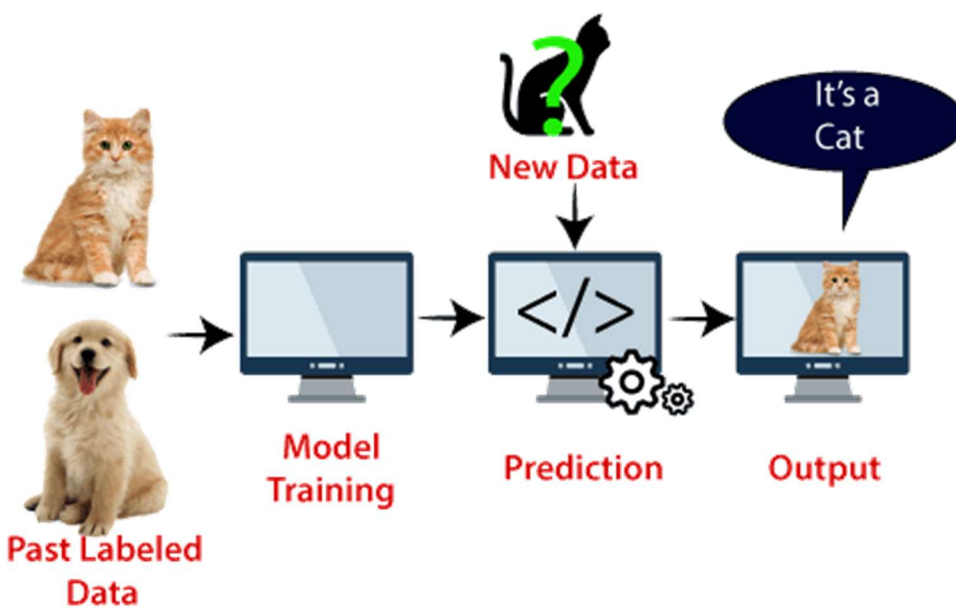 ?
New Data
It's a
Cat
</>
Model
Training
Prediction
Output
Past Labeled
Data